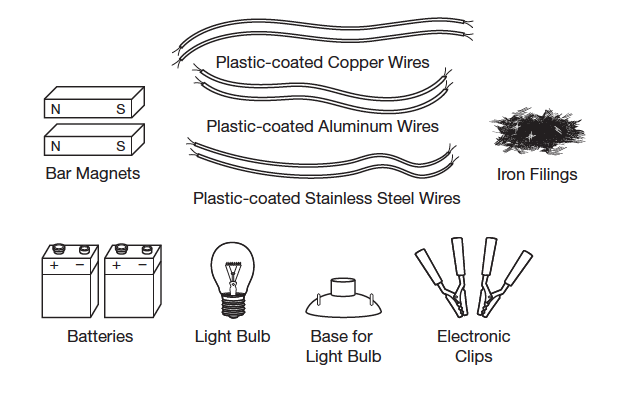 Plastic-coated Copper Wires
N S
N S
Bar Magnets
Plastic-coated Aluminum Wires
Plastic-coated Stainless Steel Wires
Iron Filings
+ − + −
Batteries
Light Bulb
Base for
Light Bulb
Electronic
Clips